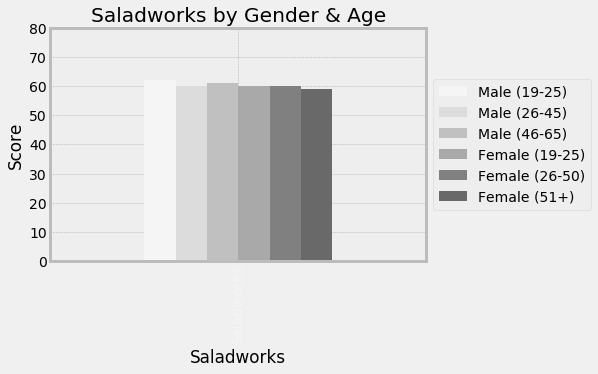 Saladworks by Gender & Age
80
70
60
50
40
30
20
10
0
Score
Saladworks
Male (19-25)
Male (26-45)
Male (46-65)
Female (19-25)
Female (26-50)
Female (51+)